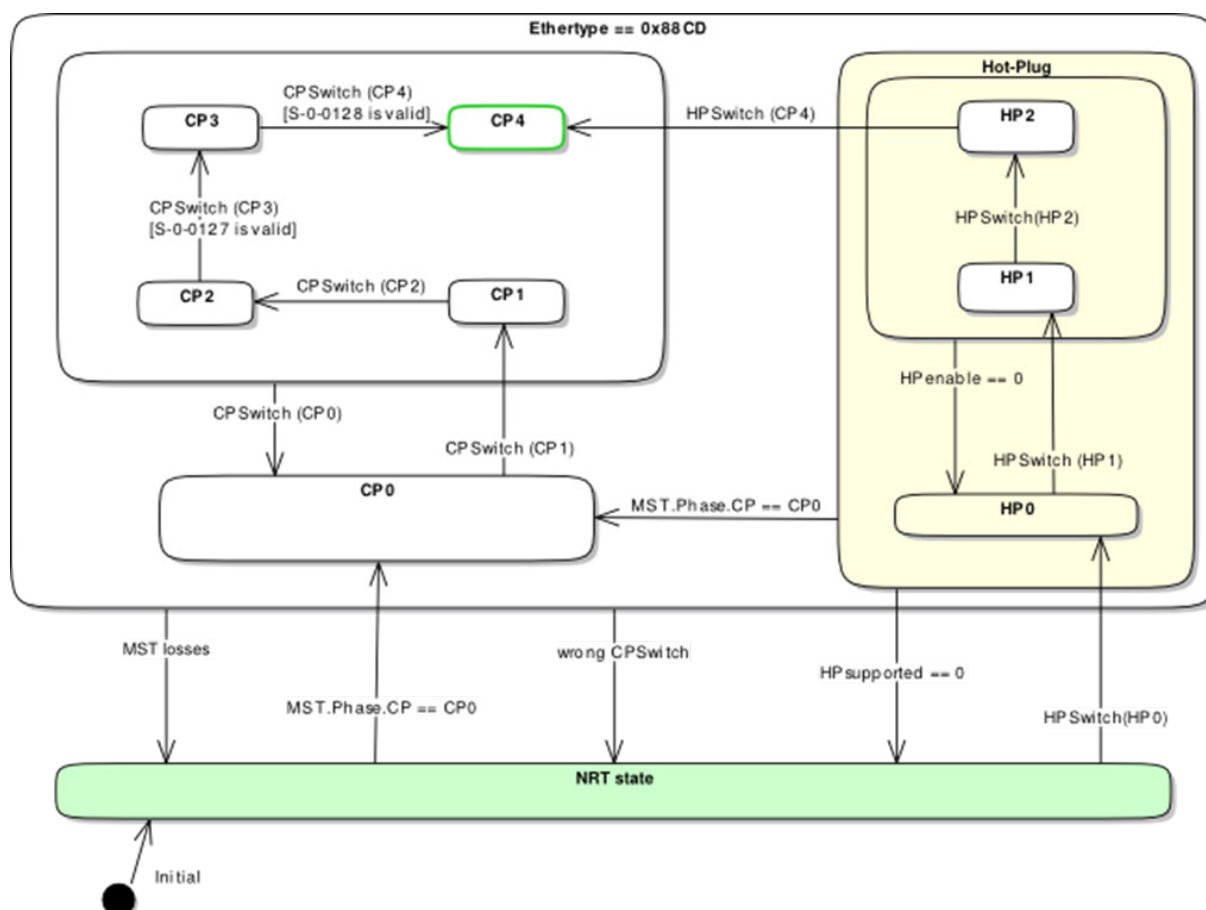 Ethertype == 0x88CD
Hot-Plug
CPSwitch (CP4)
[S-0-0128 is valid]
CP3
CP4
HPSwitch (CP4)
HP2
CPSwitch (CP3)
[S-0-0127 is valid]
HPSwitch(HP2)
CP2
CPSwitch (CP2)
CP1
HP1
HPenable == 0
CPSwitch (CP0)
CPSwitch (CP1)
HPSwitch (HP1)
CP0
MST.Phase.CP == CP0
HP0
MST losses
wrong CPSwitch
HPsupported == 0
MST.Phase.CP == CP0
HPSwitch(HP0)
NRT state
Initial